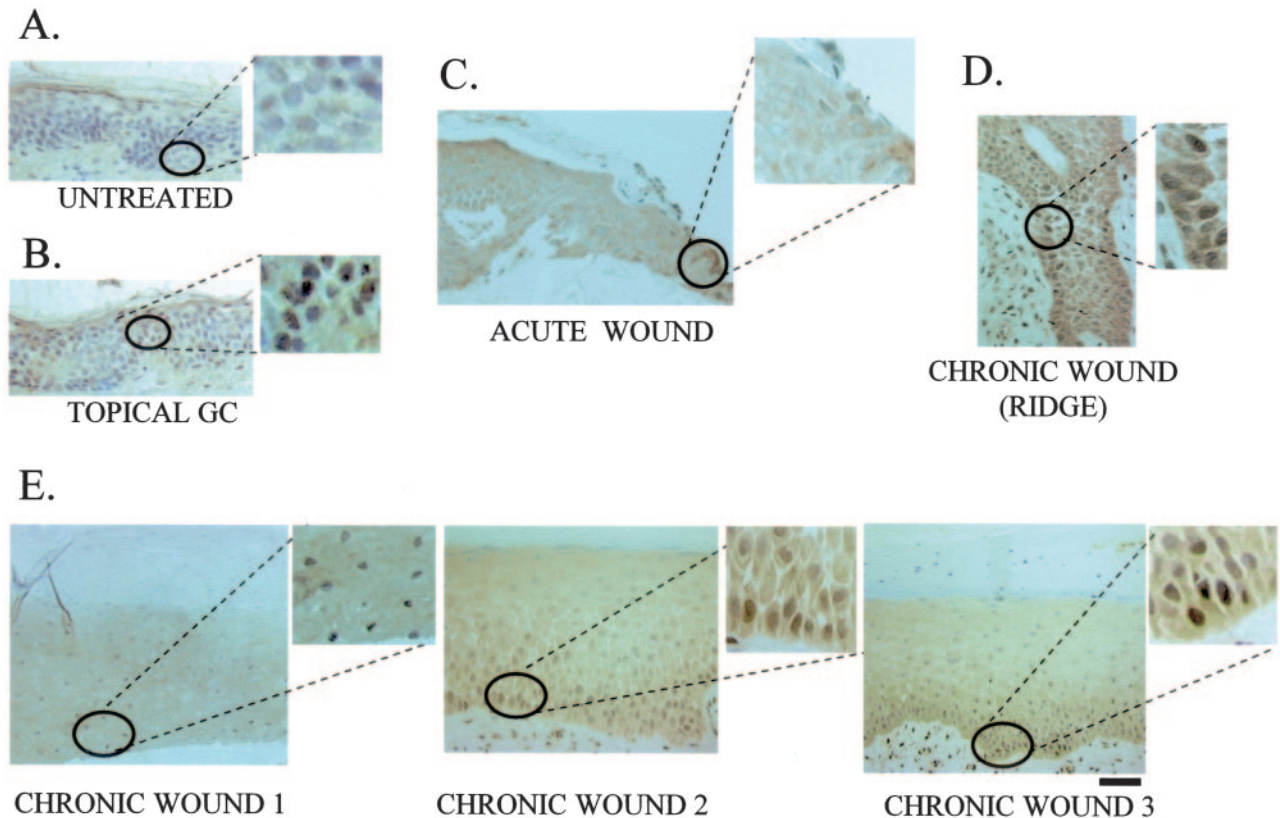 A.
UNTREATED
B.
TOPICAL GC
C.
ACUTE WOUND
D.
CHRONIC WOUND
(RIDGE)
E.
CHRONIC WOUND 1
CHRONIC WOUND 2
CHRONIC WOUND 3